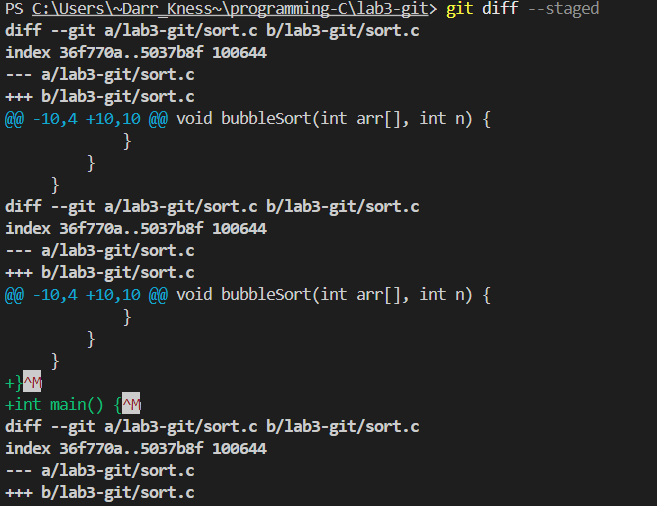 PS C:\Users\~Darr_Kness~\programming-C\lab3-git> git diff --staged
diff --git a/lab3-git/sort.c b/lab3-git/sort.c
index 36f770a..5037b8f 100644
--- a/lab3-git/sort.c
+++ b/lab3-git/sort.c
@@ -10,4 +10,10 @@ void bubbleSort(int arr[], int n) {
            }
        }
    }
diff --git a/lab3-git/sort.c b/lab3-git/sort.c
index 36f770a..5037b8f 100644
--- a/lab3-git/sort.c
+++ b/lab3-git/sort.c
@@ -10,4 +10,10 @@ void bubbleSort(int arr[], int n) {
            }
        }
    }
+}^M
+int main() {^M
diff --git a/lab3-git/sort.c b/lab3-git/sort.c
index 36f770a..5037b8f 100644
--- a/lab3-git/sort.c
+++ b/lab3-git/sort.c